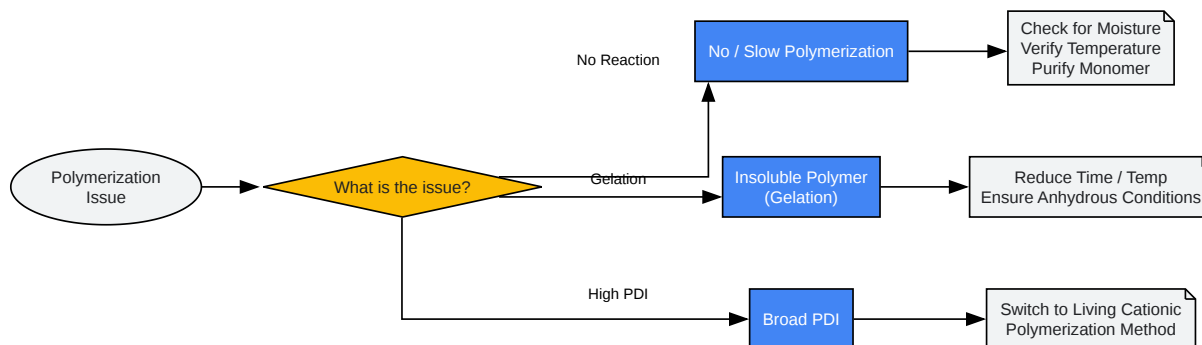 Polymerization
Issue
What is the issue?
No Reaction
No / Slow Polymerization
Check for Moisture
Verify Temperature
Purify Monomer
Gelation
Insoluble Polymer
(Gelation)
Reduce Time / Temp
Ensure Anhydrous Conditions
High PDI
Broad PDI
Switch to Living Cationic
Polymerization Method